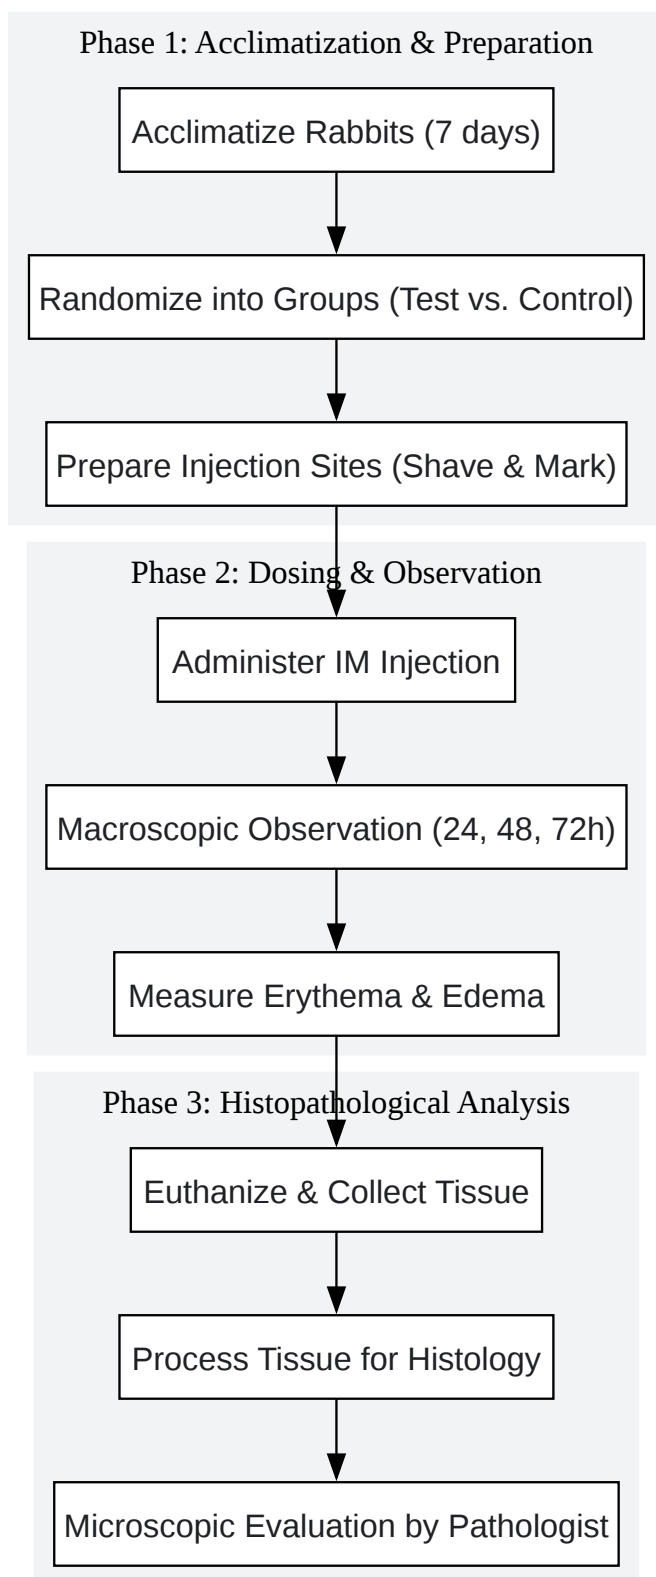 Phase 1: Acclimatization & Preparation
Acclimatize Rabbits (7 days)
Randomize into Groups (Test vs. Control)
Prepare Injection Sites (Shave & Mark)
Phase 2: Dosing & Observation
Administer IM Injection
Macroscopic Observation (24, 48, 72h)
Measure Erythema & Edema
Phase 3: Histopathological Analysis
Euthanize & Collect Tissue
Process Tissue for Histology
Microscopic Evaluation by Pathologist